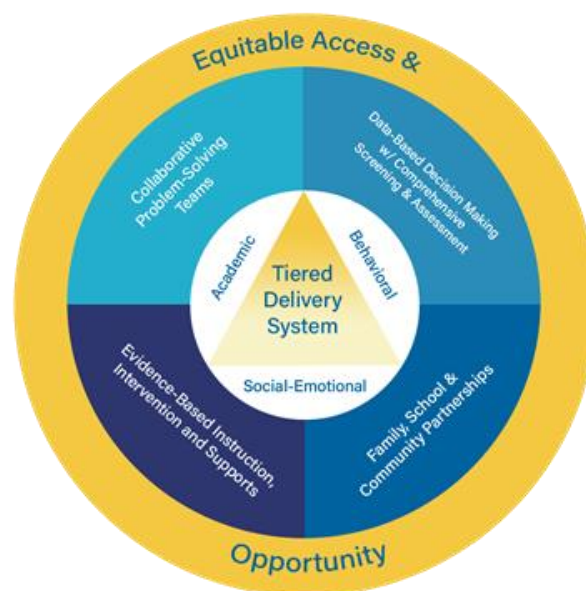 Equitable Access &
Collaborative
Problem-Solving
Teams
Data-Based Decision Making
w/ Comprehensive
Screening & Assessment
Academic
Behavioral
Tiered
Delivery
System
Social-Emotional
Evidence-Based Instruction,
Intervention and Supports
Family, School &
Community Partnerships
Opportunity